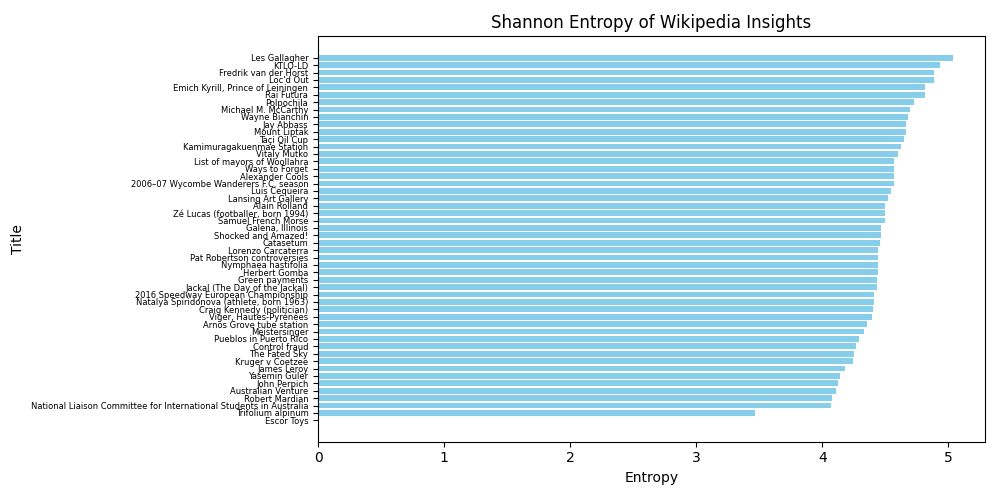 Shannon Entropy of Wikipedia Insights
Title
Les Gallagher
KTLO-LD
Fredrik van der Horst
Loc'd Out
Emich Kyrill, Prince of Leiningen
Rai Futura
Polpochila
Michael M. McCarthy
Wayne Bianchin
Jay Abbass
Mount Liptak
Taci Oil Cup
Kamimuragakuenmae Station
Vitaly Mutko
List of mayors of Woollahra
Ways to Forget
Alexander Cools
2006–07 Wycombe Wanderers F.C. season
Luis Cegueira
Lansing Art Gallery
Alain Rolland
Zé Lucas (footballer, born 1994)
Samuel French Morse
Galena, Illinois
Shocked and Amazed!
Catasetum
Lorenzo Carcaterra
Pat Robertson controversies
Nymphaea hastifolia
Herbert Gomba
Green payments
Jackal (The Day of the Jackal)
2016 Speedway European Championship
Natalya Spiridonova (athlete, born 1963)
Craig Kennedy (politician)
Viger, Hautes-Pyrénées
Arnos Grove tube station
Meistersinger
Pueblos in Puerto Rico
Control fraud
The Fated Sky
Kruger v Coetzee
James Leroy
Yasemin Güler
John Perpich
Australian Venture
Robert Mardian
National Liaison Committee for International Students in Australia
Trifolium alpinum
Escor Toys
0 1 2 3 4 5
Entropy